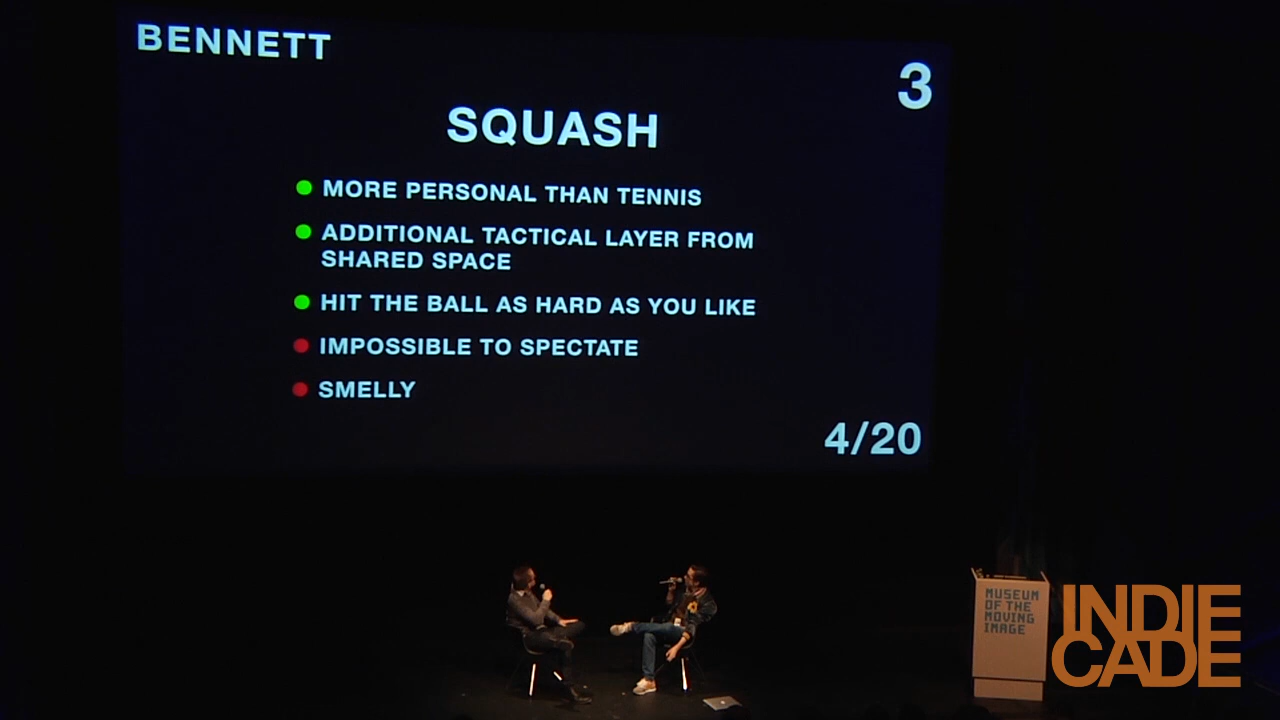 BENNETT
3
SQUASH
MORE PERSONAL THAN TENNIS
ADDITIONAL TACTICAL LAYER FROM
SHARED SPACE
HIT THE BALL AS HARD AS YOU LIKE
IMPOSSIBLE TO SPECTATE
SMELLY
4/20
MUSEUM
OF THE
MOVING
IMAGE
INDIE
CADE